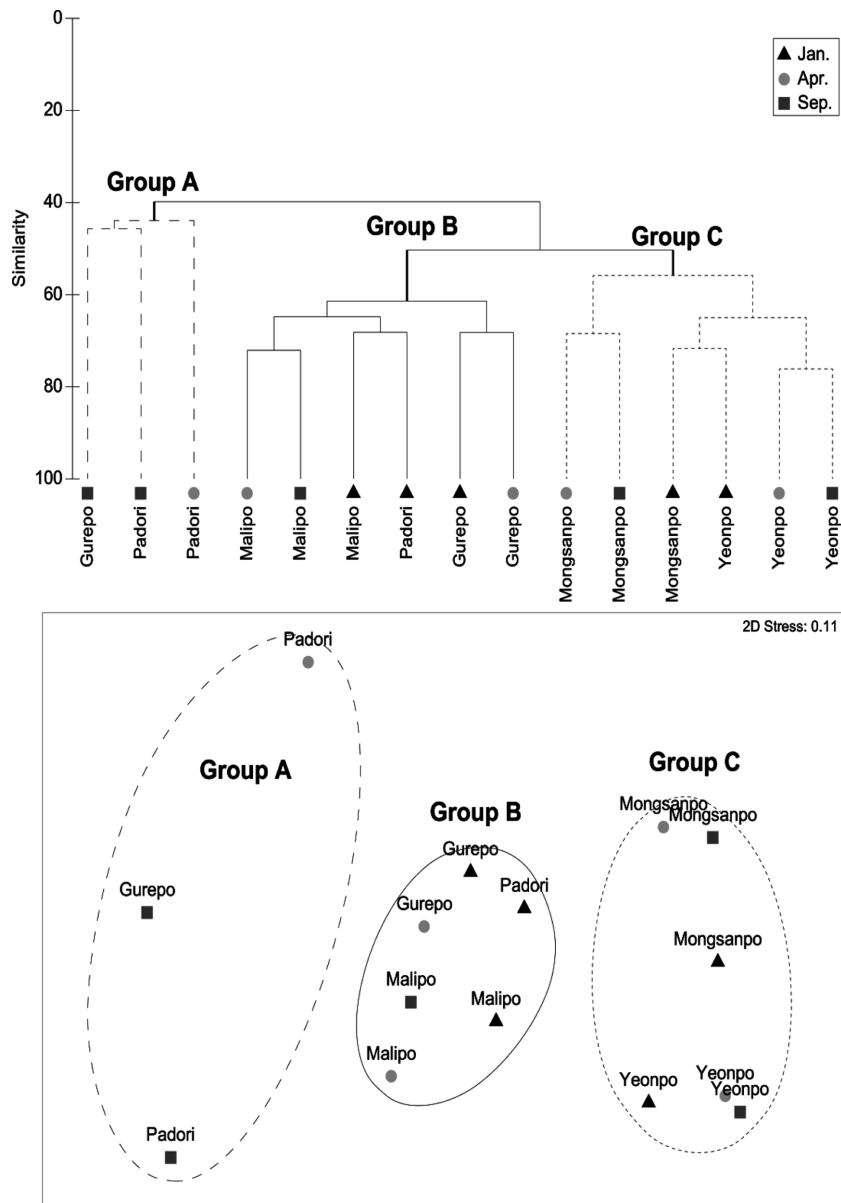 0
20
40
60
80
100
Similarity
Jan.
Apr.
Sep.
Group A
Group B
Group C
Gurepo
Padori
Padori
Malipo
Malipo
Malipo
Padori
Gurepo
Gurepo
Mongsanpo
Mongsanpo
Mongsanpo
Yeonpo
Yeonpo
Yeonpo
2D Stress: 0.11
Padori
Group A
Group B
Group C
Mongsanpo
Mongsanpo
Gurepo
Padori
Gurepo
Gurepo
Mongsanpo
Malipo
Malipo
Malipo
Yeonpo
Yeonpo
Yeonpo
Padori